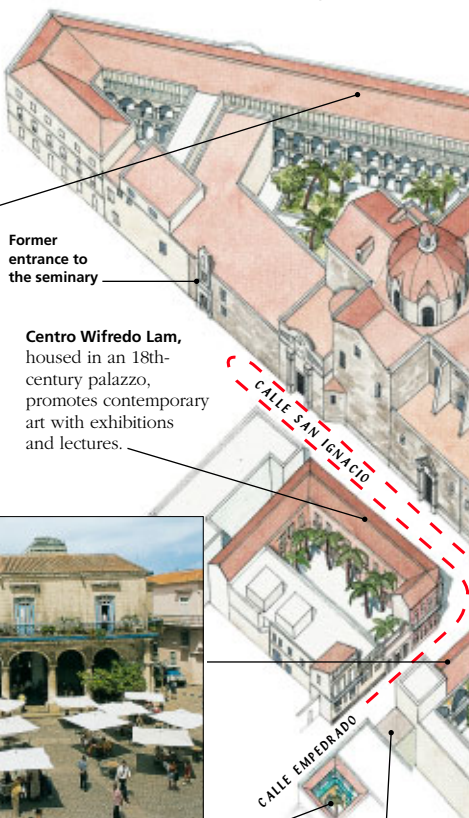 Former
entrance to
the seminary
Centro Wifredo Lam,
housed in an 18th-
century palazzo,
promotes contemporary
art with exhibitions
and lectures.
CALLE SAN IGNACIO
CALLE EMPEDRADO